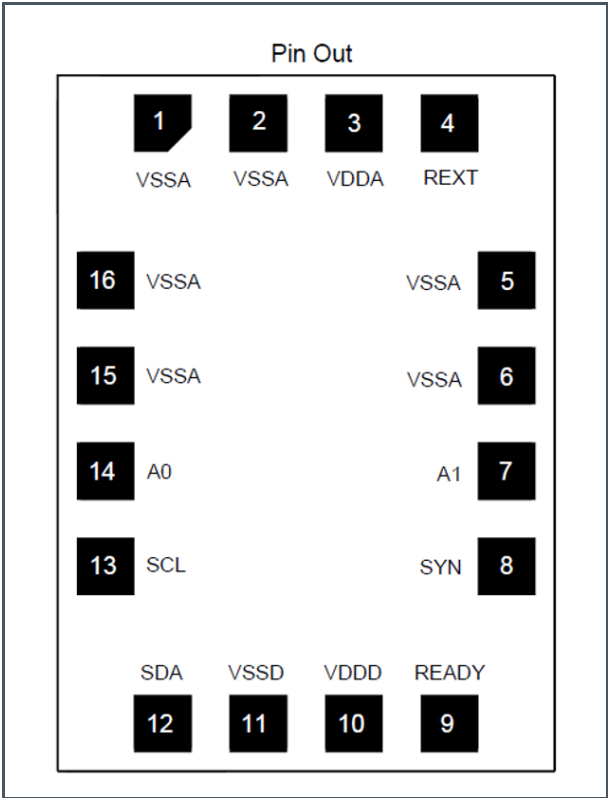 Pin Out
1 2 3 4
VSSA VSSA VDDA REXT
16 VSSA VSSA 5
15 VSSA VSSA 6
14 A0 A1 7
13 SCL SYN 8
SDA VSSD VDDD READY
12 11 10 9